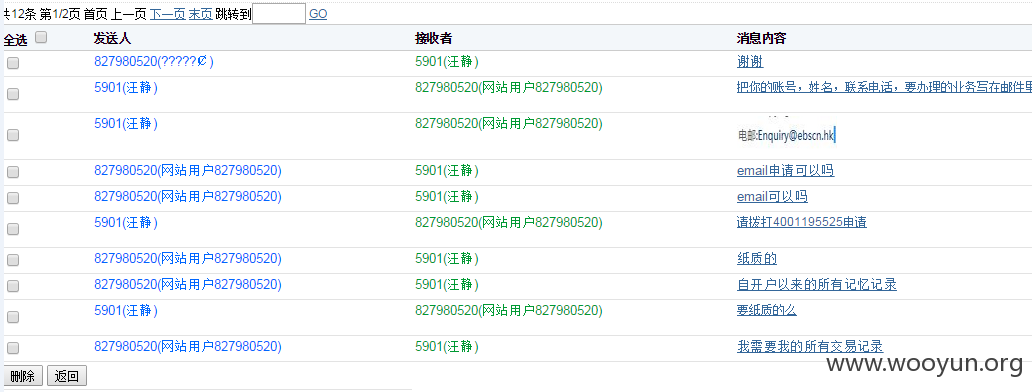 共12条 第1/2页 首页 上一页 下一页 末页 跳转到 GO
全选 发送人 接收者 消息内容
827980520(?????¢) 5901(汪静) 谢谢
5901(汪静) 827980520(网站用户827980520) 把你的账号，姓名，联系电话，要办理的业务写在邮件里
5901(汪静) 827980520(网站用户827980520) 电邮:Enquiry@ebscn.hk
827980520(网站用户827980520) 5901(汪静) email申请可以吗
827980520(网站用户827980520) 5901(汪静) email可以吗
5901(汪静) 827980520(网站用户827980520) 请拨打4001195525申请
827980520(网站用户827980520) 5901(汪静) 纸质的
827980520(网站用户827980520) 5901(汪静) 自开户以来的所有记忆记录
5901(汪静) 827980520(网站用户827980520) 要纸质的么
827980520(网站用户827980520) 5901(汪静) 我需要我的所有交易记录
删除 返回
www.wooyun.org